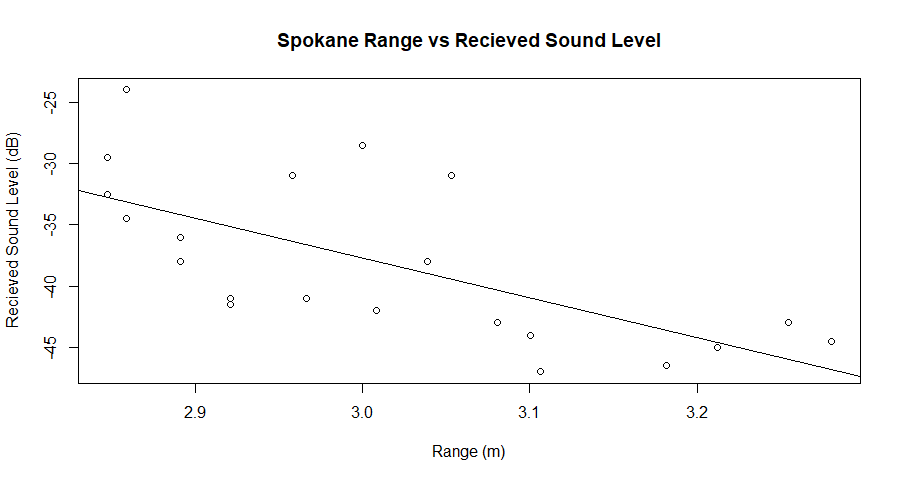 Spokane Range vs Recieved Sound Level
Recieved Sound Level (dB)
-25
-30
-35
-40
-45
2.9 3.0 3.1 3.2
Range (m)